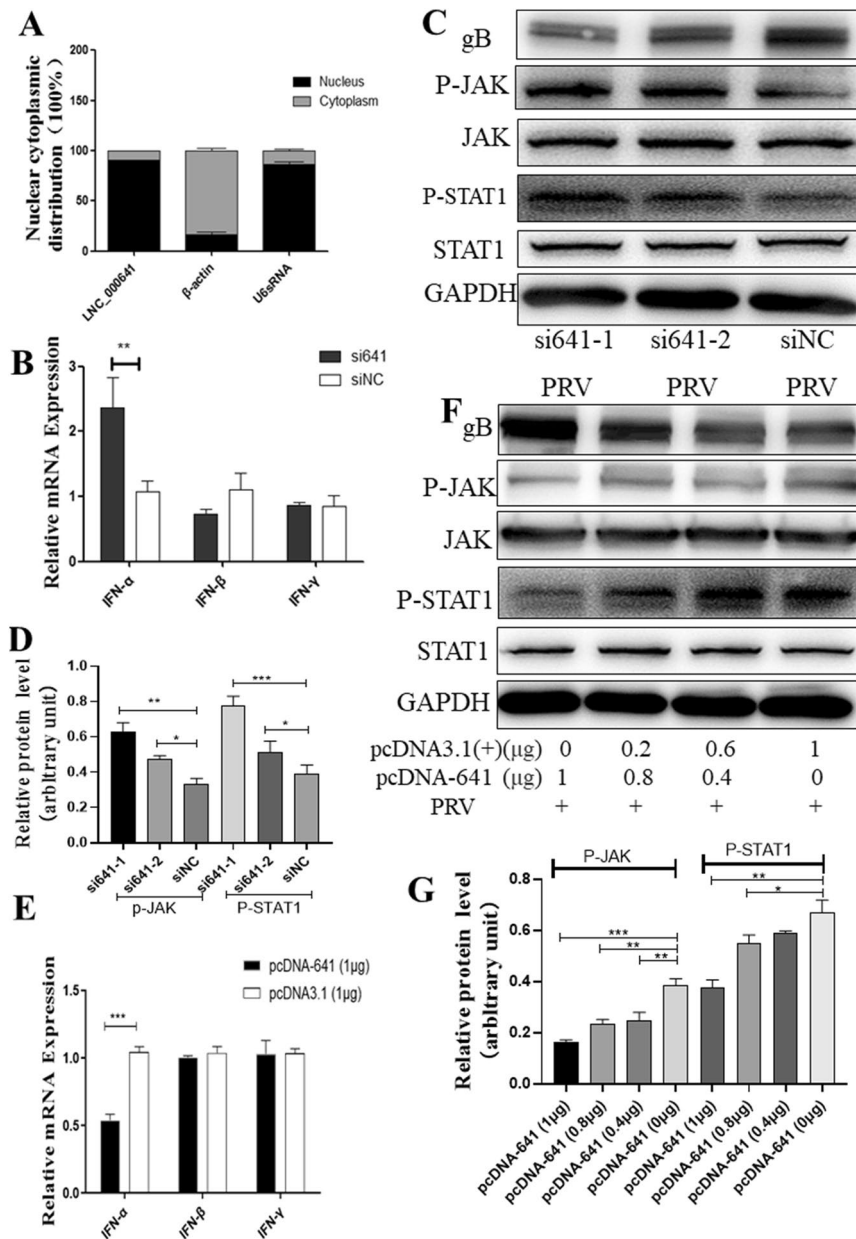 A
Nuclear cytoplasmic
distribution（100%）
200
150
100
50
0
Nucleus
Cytoplasm
LNC_000641
β-actin
U6sRNA
B
Relative mRNA Expression
3
2
1
0
**
si641
siNC
IFN-α
IFN-β
IFN-γ
C
gB
P-JAK
JAK
P-STAT1
STAT1
GAPDH
si641-1 si641-2 siNC
PRV PRV PRV
D
Relative protein level
(arbltrary unit)
1.0
0.8
0.6
0.4
0.2
0.0
**
*
***
*
si641-1
si641-2
siNC
si641-1
si641-2
siNC
p-JAK
P-STAT1
E
Relative mRNA Expression
1.5
1.0
0.5
0.0
***
pcDNA-641 (1μg)
pcDNA3.1 (1μg)
IFN-α
IFN-β
IFN-γ
F
gB
P-JAK
JAK
P-STAT1
STAT1
GAPDH
pcDNA3.1(+)(μg) 0 0.2 0.6 1
pcDNA-641 (μg) 1 0.8 0.4 0
PRV + + + +
G
Relative protein level
(arbltrary unit)
0.8
0.6
0.4
0.2
0.0
P-JAK
P-STAT1
***
**
**
**
*
pcDNA-641 (1μg)
pcDNA-641 (0.8μg)
pcDNA-641 (0.4μg)
pcDNA-641 (0μg)
pcDNA-641 (1μg)
pcDNA-641 (0.8μg)
pcDNA-641 (0.4μg)
pcDNA-641 (0μg)